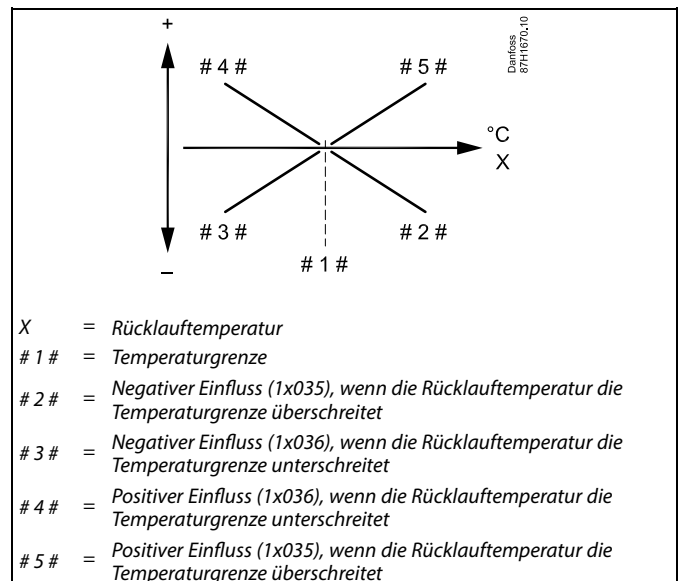 +
Danfoss
87H1670.10
# 4 #
# 5 #
°C
X
# 3 #
# 2 #
–
# 1 #
X = Rücklauftemperatur
# 1 # = Temperaturgrenze
# 2 # = Negativer Einfluss (1x035), wenn die Rücklauftemperatur die
Temperaturgrenze überschreitet
# 3 # = Negativer Einfluss (1x036), wenn die Rücklauftemperatur die
Temperaturgrenze unterschreitet
# 4 # = Positiver Einfluss (1x036), wenn die Rücklauftemperatur die
Temperaturgrenze unterschreitet
# 5 # = Positiver Einfluss (1x035), wenn die Rücklauftemperatur die
Temperaturgrenze überschreitet